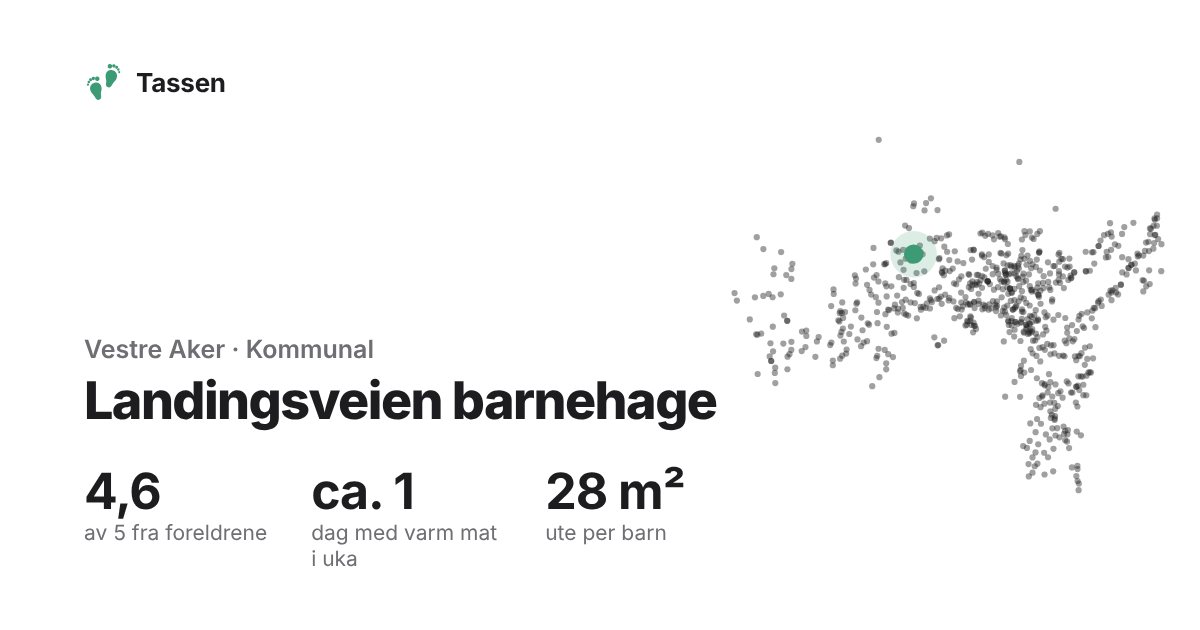 Tassen
Vestre Aker · Kommunal
Landingsveien barnehage
4,6
av 5 fra foreldrene
ca. 1
dag med varm mat
i uka
28 m²
ute per barn